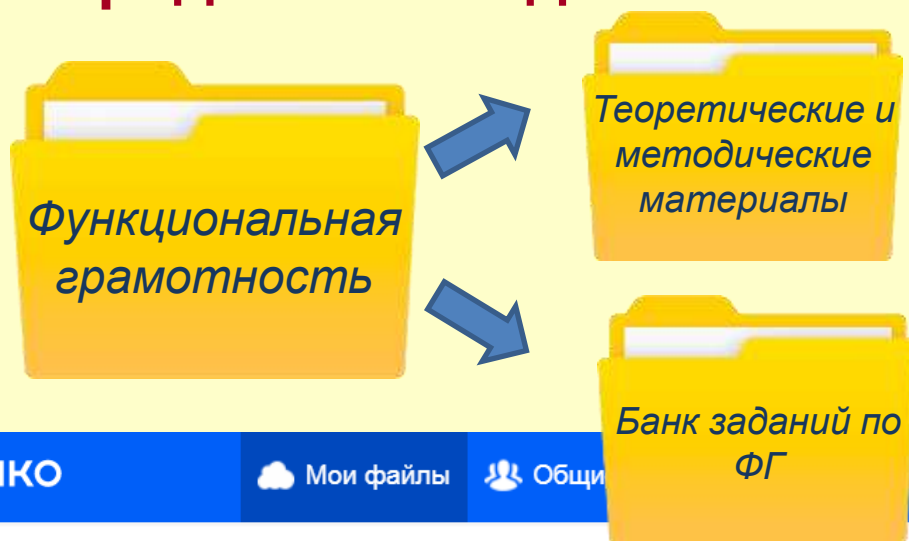 Функциональная
грамотность
Теоретические и
методические
материалы
Банк заданий по
ФГ
Мои файлы